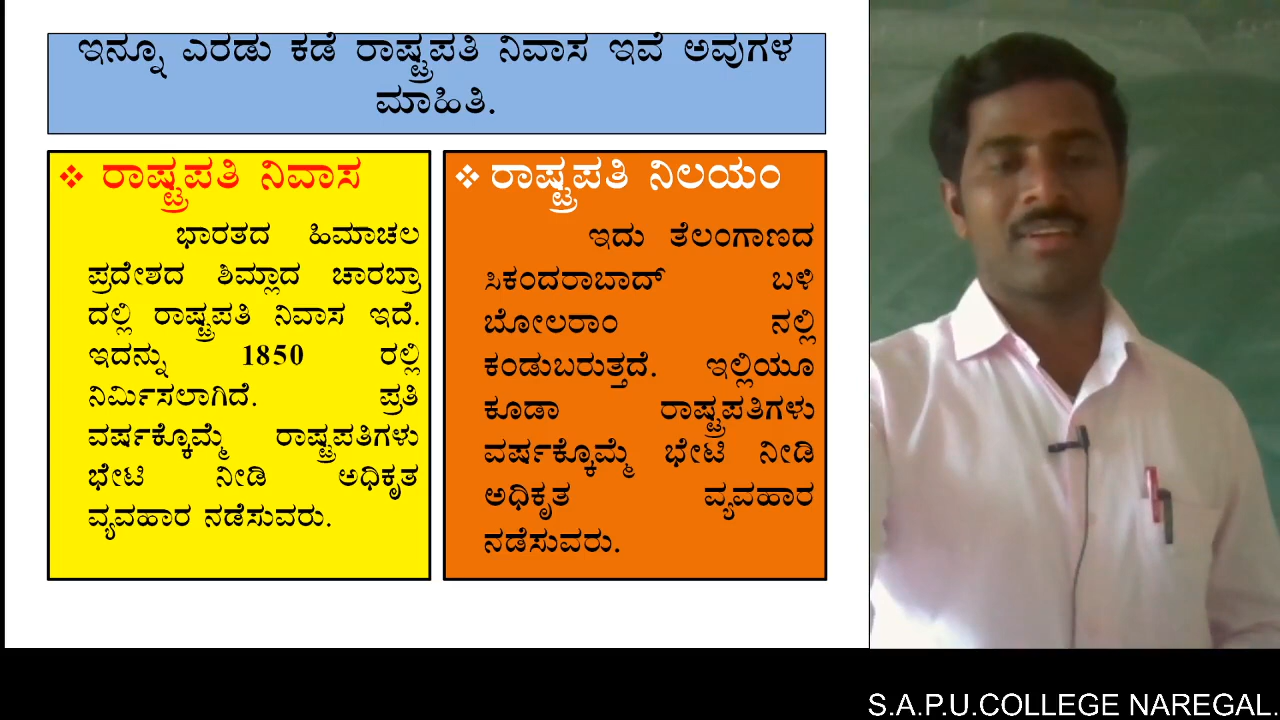 ಇನ್ನೂ ಎರಡು ಕಡೆ ರಾಷ್ಟ್ರಪತಿ ನಿವಾಸ ಇವೆ ಅವುಗಳ
ಮಾಹಿತಿ.
❖ ರಾಷ್ಟ್ರಪತಿ ನಿವಾಸ
ಭಾರತದ ಹಿಮಾಚಲ
ಪ್ರದೇಶದ ಶಿಮ್ಲಾದ ಚಾರಬ್ರಾ
ದಲ್ಲಿ ರಾಷ್ಟ್ರಪತಿ ನಿವಾಸ ಇದೆ.
ಇದನ್ನು 1850 ರಲ್ಲಿ
ನಿರ್ಮಿಸಲಾಗಿದೆ. ಪ್ರತಿ
ವರ್ಷಕ್ಕೊಮ್ಮೆ ರಾಷ್ಟ್ರಪತಿಗಳು
ಭೇಟಿ ನೀಡಿ ಅಧಿಕೃತ
ವ್ಯವಹಾರ ನಡೆಸುವರು.
❖ ರಾಷ್ಟ್ರಪತಿ ನಿಲಯಂ
ಇದು ತೆಲಂಗಾಣದ
ಸಿಕಂದರಾಬಾದ್ ಬಳಿ
ಬೋಲರಾಂ ನಲ್ಲಿ
ಕಂಡುಬರುತ್ತದೆ. ಇಲ್ಲಿಯೂ
ಕೂಡಾ ರಾಷ್ಟ್ರಪತಿಗಳು
ವರ್ಷಕ್ಕೊಮ್ಮೆ ಭೇಟಿ ನೀಡಿ
ಅಧಿಕೃತ ವ್ಯವಹಾರ
ನಡೆಸುವರು.
S.A.P.U.COLLEGE NAREGAL.